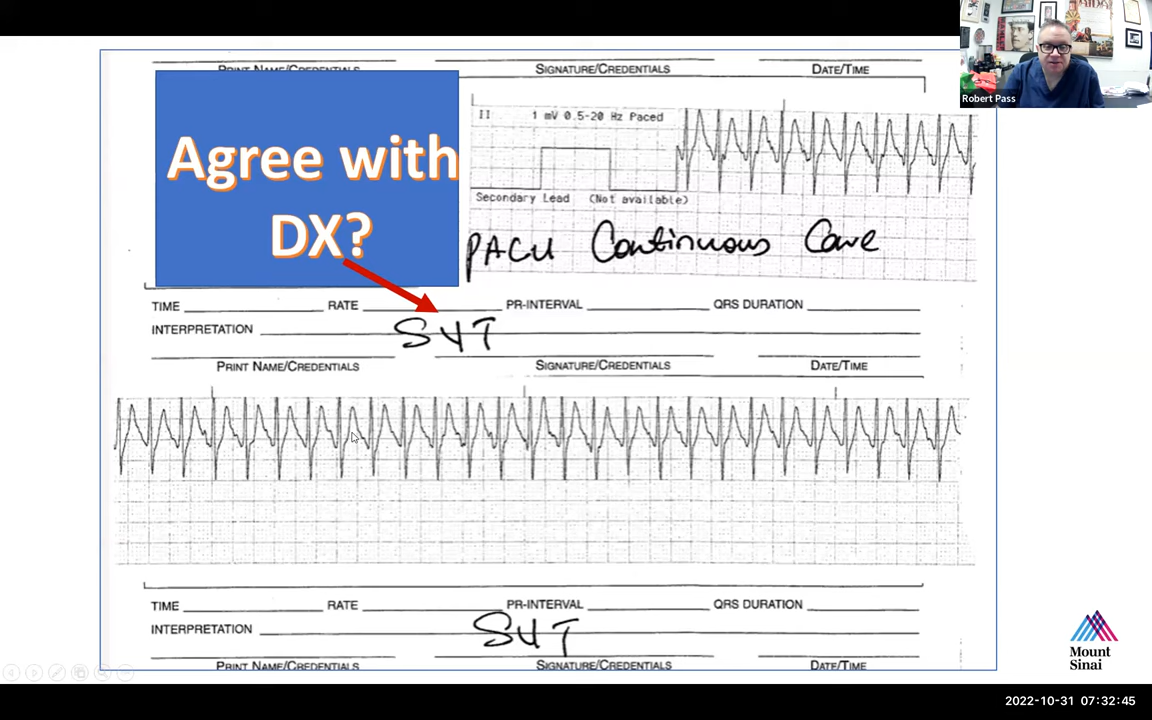 PRINT NAME/CREDENTIALS SIGNATURE/CREDENTIALS DATE/TIME
Agree with
DX?
II 1 mV 0.5-20 Hz Paced
Secondary Lead (Not available)
PACU Continuous Care
TIME RATE PR-INTERVAL QRS DURATION
INTERPRETATION SVT
PRINT NAME/CREDENTIALS SIGNATURE/CREDENTIALS DATE/TIME
TIME RATE PR-INTERVAL QRS DURATION
INTERPRETATION SVT
PRINT NAME/CREDENTIALS SIGNATURE/CREDENTIALS DATE/TIME
Robert Pass
Mount
Sinai
2022-10-31 07:32:45